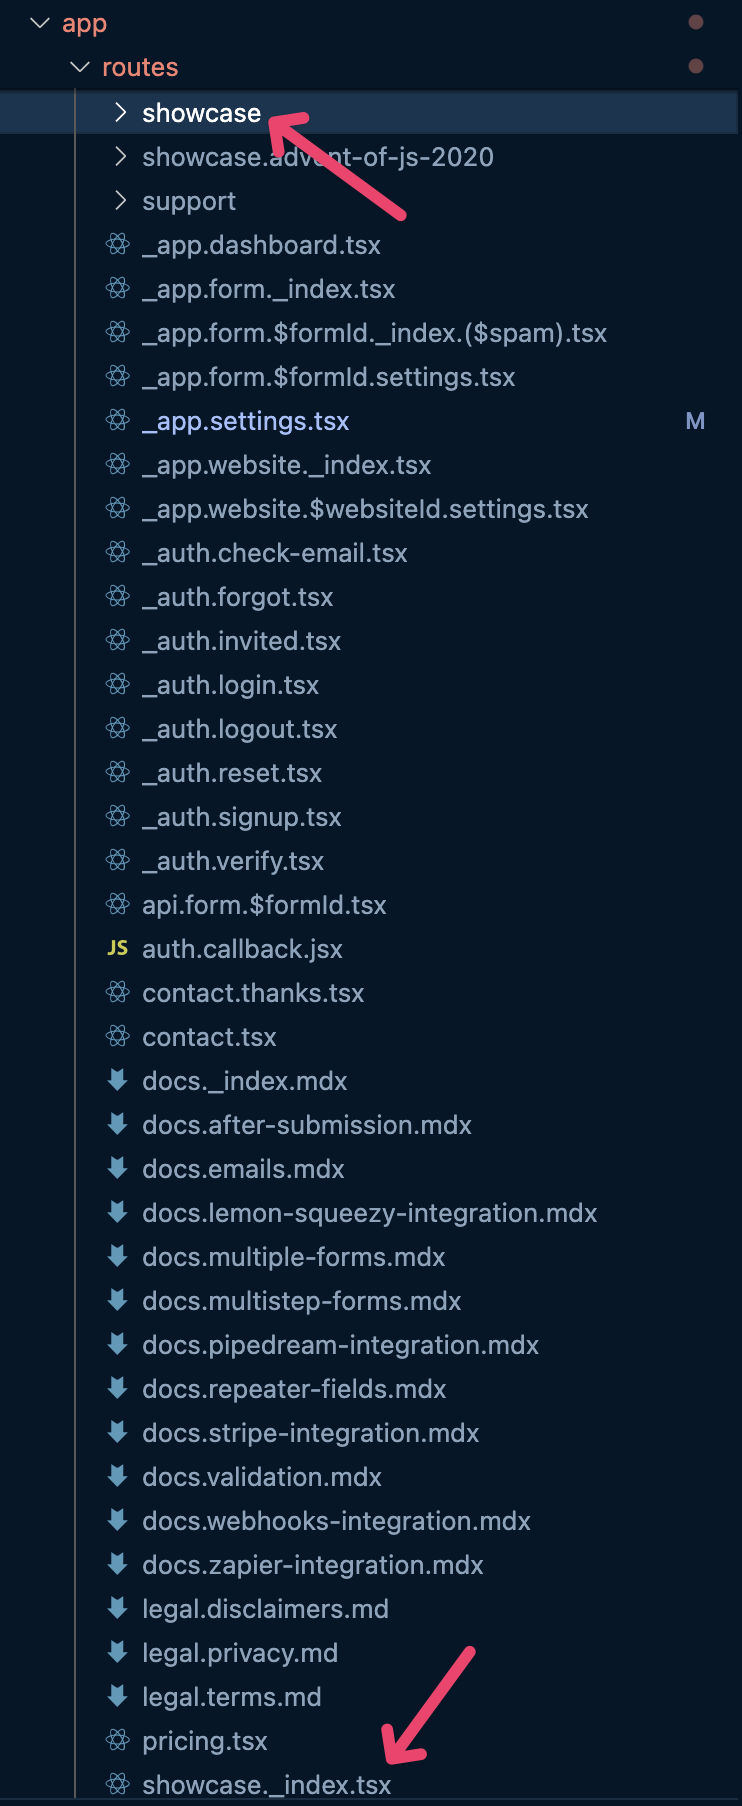 app
routes
showcase
showcase.advent-of-js-2020
support
_app.dashboard.tsx
_app.form._index.tsx
_app.form.$formId._index.($spam).tsx
_app.form.$formId.settings.tsx
_app.settings.tsx M
_app.website._index.tsx
_app.website.$websiteId.settings.tsx
_auth.check-email.tsx
_auth.forgot.tsx
_auth.invited.tsx
_auth.login.tsx
_auth.logout.tsx
_auth.reset.tsx
_auth.signup.tsx
_auth.verify.tsx
api.form.$formId.tsx
JS auth.callback.jsx
contact.thanks.tsx
contact.tsx
docs._index.mdx
docs.after-submission.mdx
docs.emails.mdx
docs.lemon-squeezy-integration.mdx
docs.multiple-forms.mdx
docs.multistep-forms.mdx
docs.pipedream-integration.mdx
docs.repeater-fields.mdx
docs.stripe-integration.mdx
docs.validation.mdx
docs.webhooks-integration.mdx
docs.zapier-integration.mdx
legal.disclaimers.md
legal.privacy.md
legal.terms.md
pricing.tsx
showcase._index.tsx